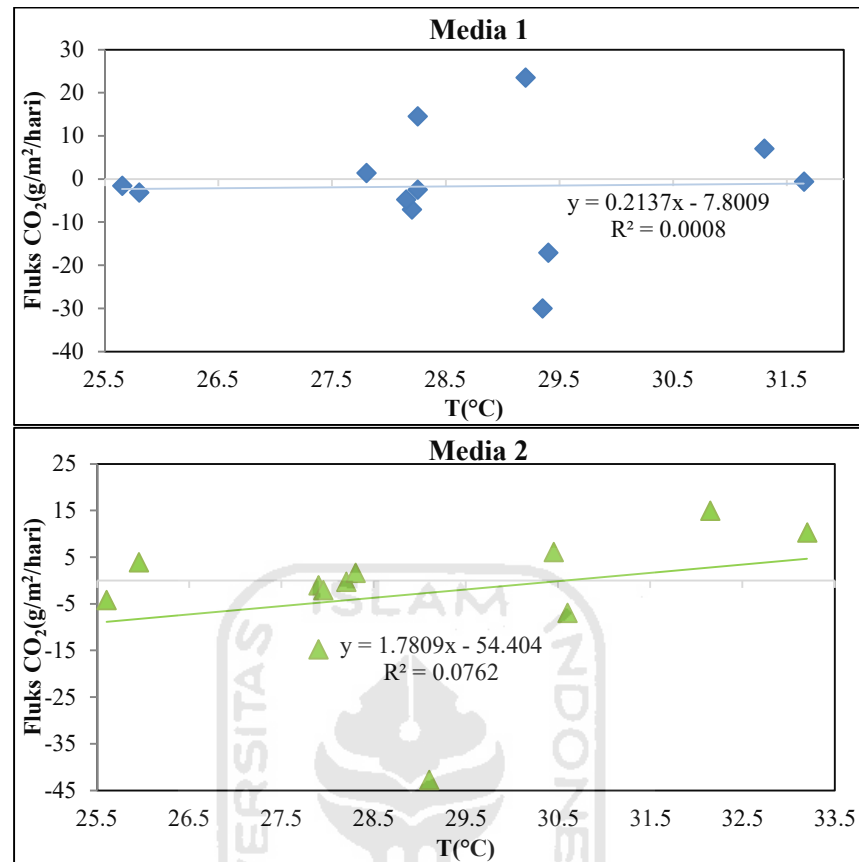 Media 1
Fluks CO₂(g/m²/hari)
30
20
10
0
-10
-20
-30
-40
y = 0.2137x - 7.8009
R² = 0.0008
25.5 26.5 27.5 28.5 29.5 30.5 31.5
T(°C)
Media 2
Fluks CO₂(g/m²/hari)
25
15
5
-5
-15
-25
-35
-45
ISLAM
y = 1.7809x - 54.404
R² = 0.0762
VERSITAS
INDONE
25.5 26.5 27.5 28.5 29.5 30.5 31.5 32.5 33.5
T(°C)